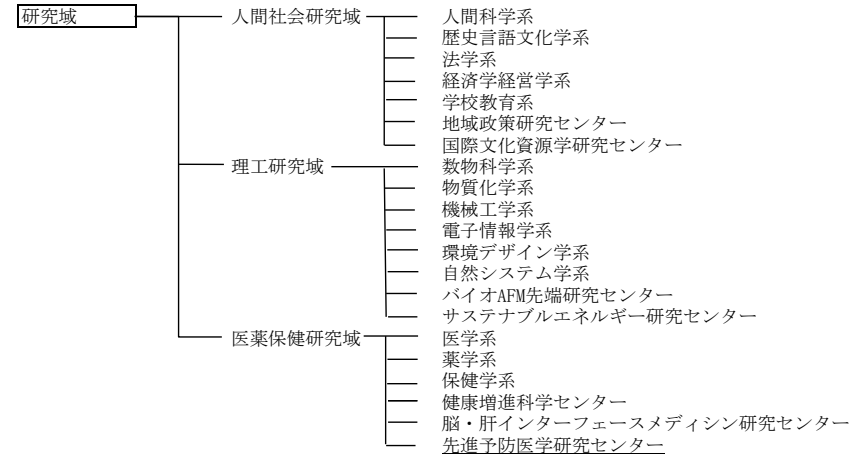 研究域 人間社会研究域 人間科学系
歴史言語文化学系
法学系
経済学経営学系
学校教育系
地域政策研究センター
国際文化資源学研究センター
理工研究域 数物科学系
物質化学系
機械工学系
電子情報学系
環境デザイン学系
自然システム学系
バイオAFM先端研究センター
サステナブルエネルギー研究センター
医薬保健研究域 医学系
薬学系
保健学系
健康増進科学センター
脳・肝インターフェースメディシン研究センター
先進予防医学研究センター